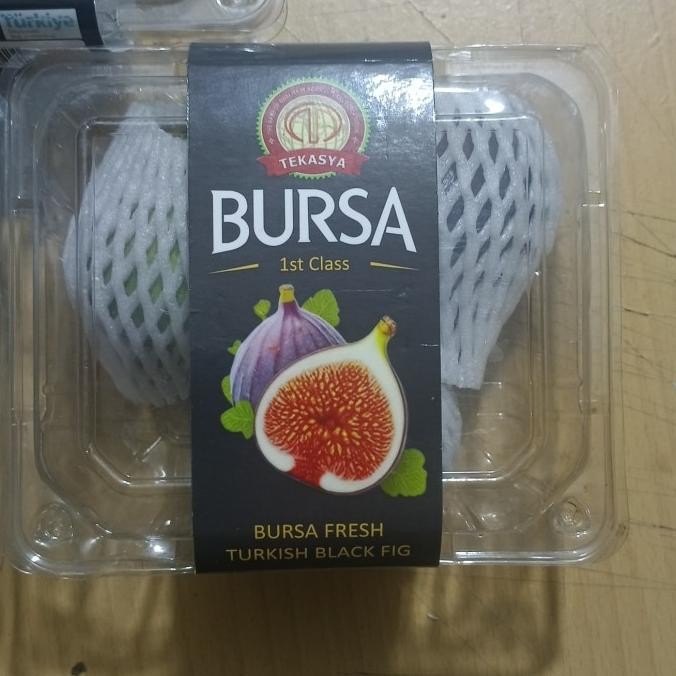 Türkiye
TEKASYA
BURSA
1st Class
BURSA FRESH
TURKISH BLACK FIG